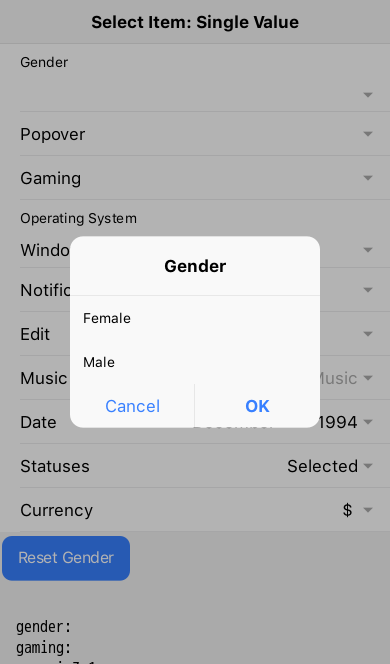 Select Item: Single Value
Gender
Popover
Gaming
Operating System
Windo
Gender
Notific
Female
Edit
Male
Music Music
Cancel OK
Date 1994
Statuses Selected
Currency $
Reset Gender
gender:
gaming: